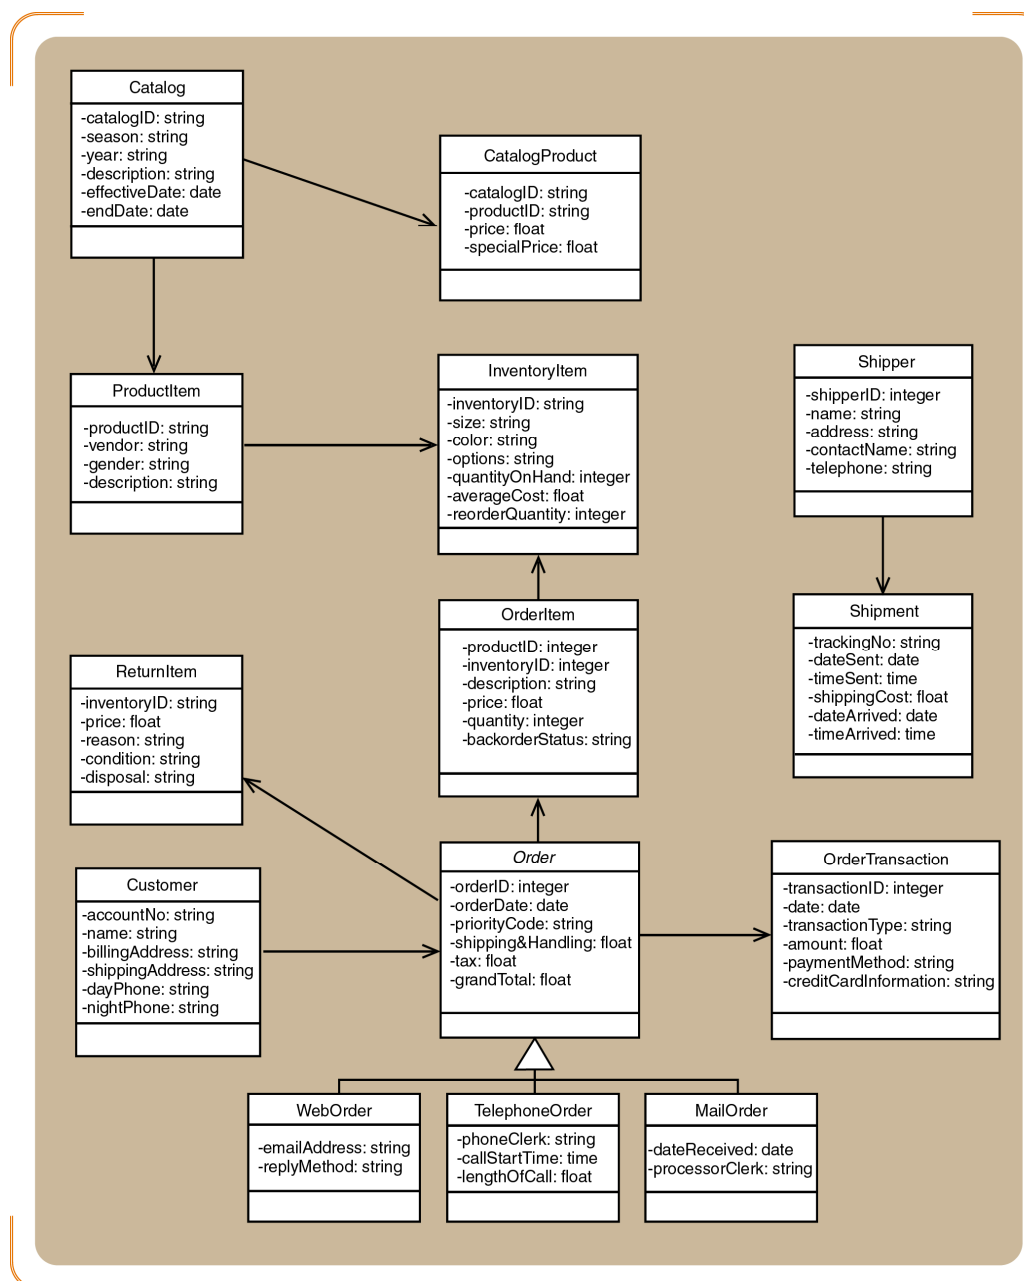 Catalog
-catalogID: string
-season: string
-year: string
-description: string
-effectiveDate: date
-endDate: date
CatalogProduct
-catalogID: string
-productID: string
-price: float
-specialPrice: float
ProductItem
-productID: string
-vendor: string
-gender: string
-description: string
InventoryItem
-inventoryID: string
-size: string
-color: string
-options: string
-quantityOnHand: integer
-averageCost: float
-reorderQuantity: integer
Shipper
-shipperID: integer
-name: string
-address: string
-contactName: string
-telephone: string
OrderItem
-productID: integer
-inventoryID: integer
-description: string
-price: float
-quantity: integer
-backorderStatus: string
Shipment
-trackingNo: string
-dateSent: date
-timeSent: time
-shippingCost: float
-dateArrived: date
-timeArrived: time
ReturnItem
-inventoryID: string
-price: float
-reason: string
-condition: string
-disposal: string
Customer
-accountNo: string
-name: string
-billingAddress: string
-shippingAddress: string
-dayPhone: string
-nightPhone: string
Order
-orderID: integer
-orderDate: date
-priorityCode: string
-shipping&Handling: float
-tax: float
-grandTotal: float
OrderTransaction
-transactionID: integer
-date: date
-transactionType: string
-amount: float
-paymentMethod: string
-creditCardInformation: string
WebOrder
-emailAddress: string
-replyMethod: string
TelephoneOrder
-phoneClerk: string
-callStartTime: time
-lengthOfCall: float
MailOrder
-dateReceived: date
-processorClerk: string